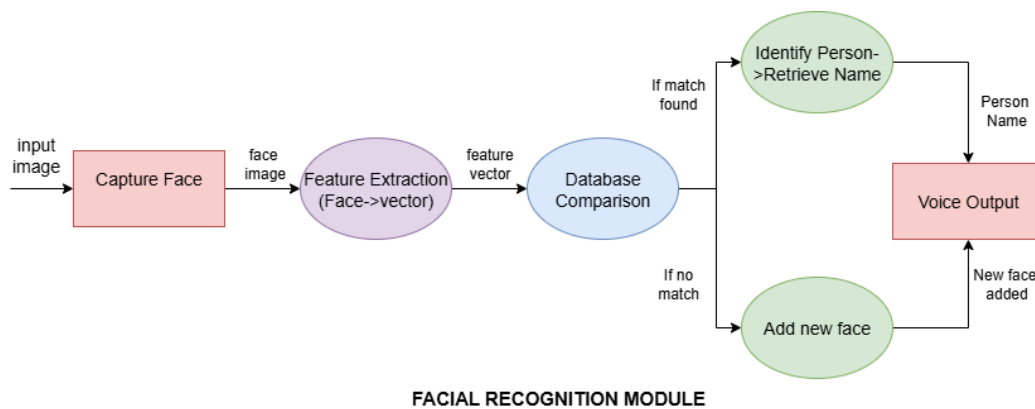 input
image
Capture Face
face
image
Feature Extraction
(Face->vector)
feature
vector
Database
Comparison
If match
found
Identify Person-
>Retrieve Name
Person
Name
Voice Output
If no
match
Add new face
New face
added
FACIAL RECOGNITION MODULE